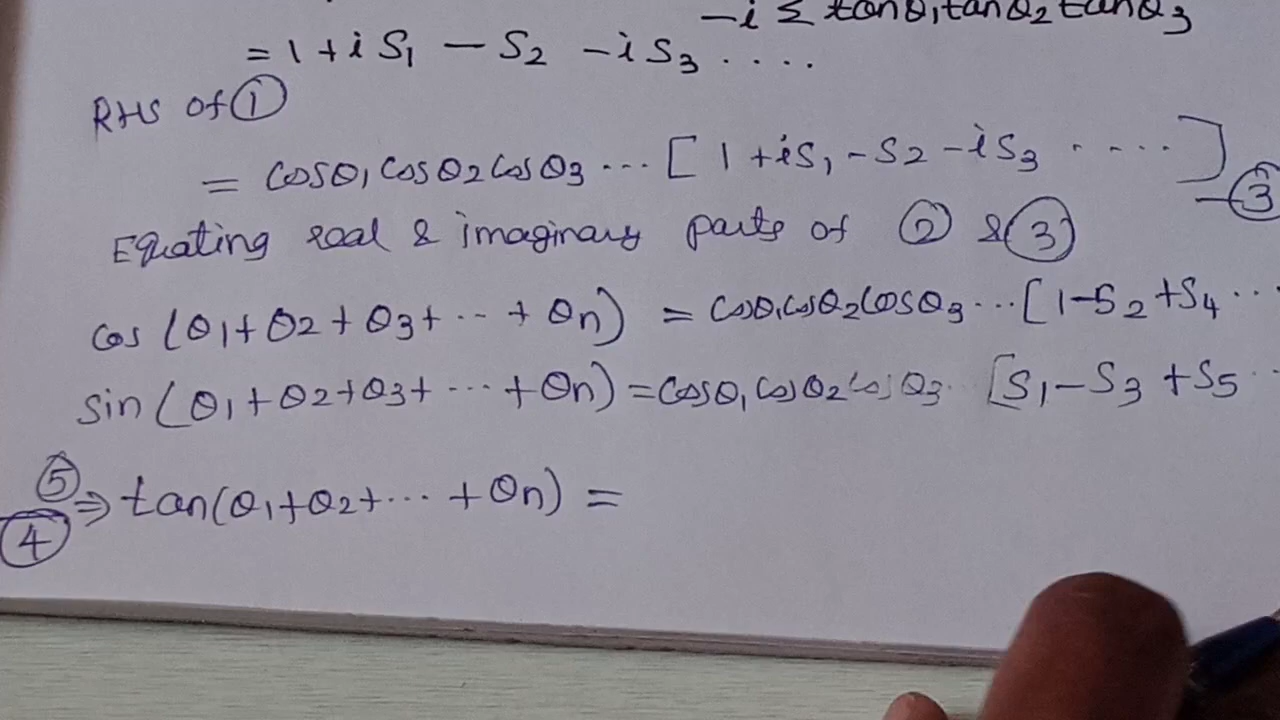 -i Σ tanθ₁tanθ₂tanθ₃
= 1 + i S₁ - S₂ - i S₃ ....
RHS of ①
= cosθ₁ cosθ₂ cosθ₃ ... [ 1 + iS₁ - S₂ - iS₃ ..... ] -③
Equating real & imaginary parts of ② & ③
cos (θ₁ + θ₂ + θ₃ + ... + θn) = cosθ₁cosθ₂cosθ₃ ... [1 - S₂ + S₄ ...
sin (θ₁ + θ₂ + θ₃ + ... + θn) = cosθ₁ cosθ₂ cosθ₃ .. [S₁ - S₃ + S₅ ..
⑤/④ ⇒ tan(θ₁ + θ₂ + ... + θn) =